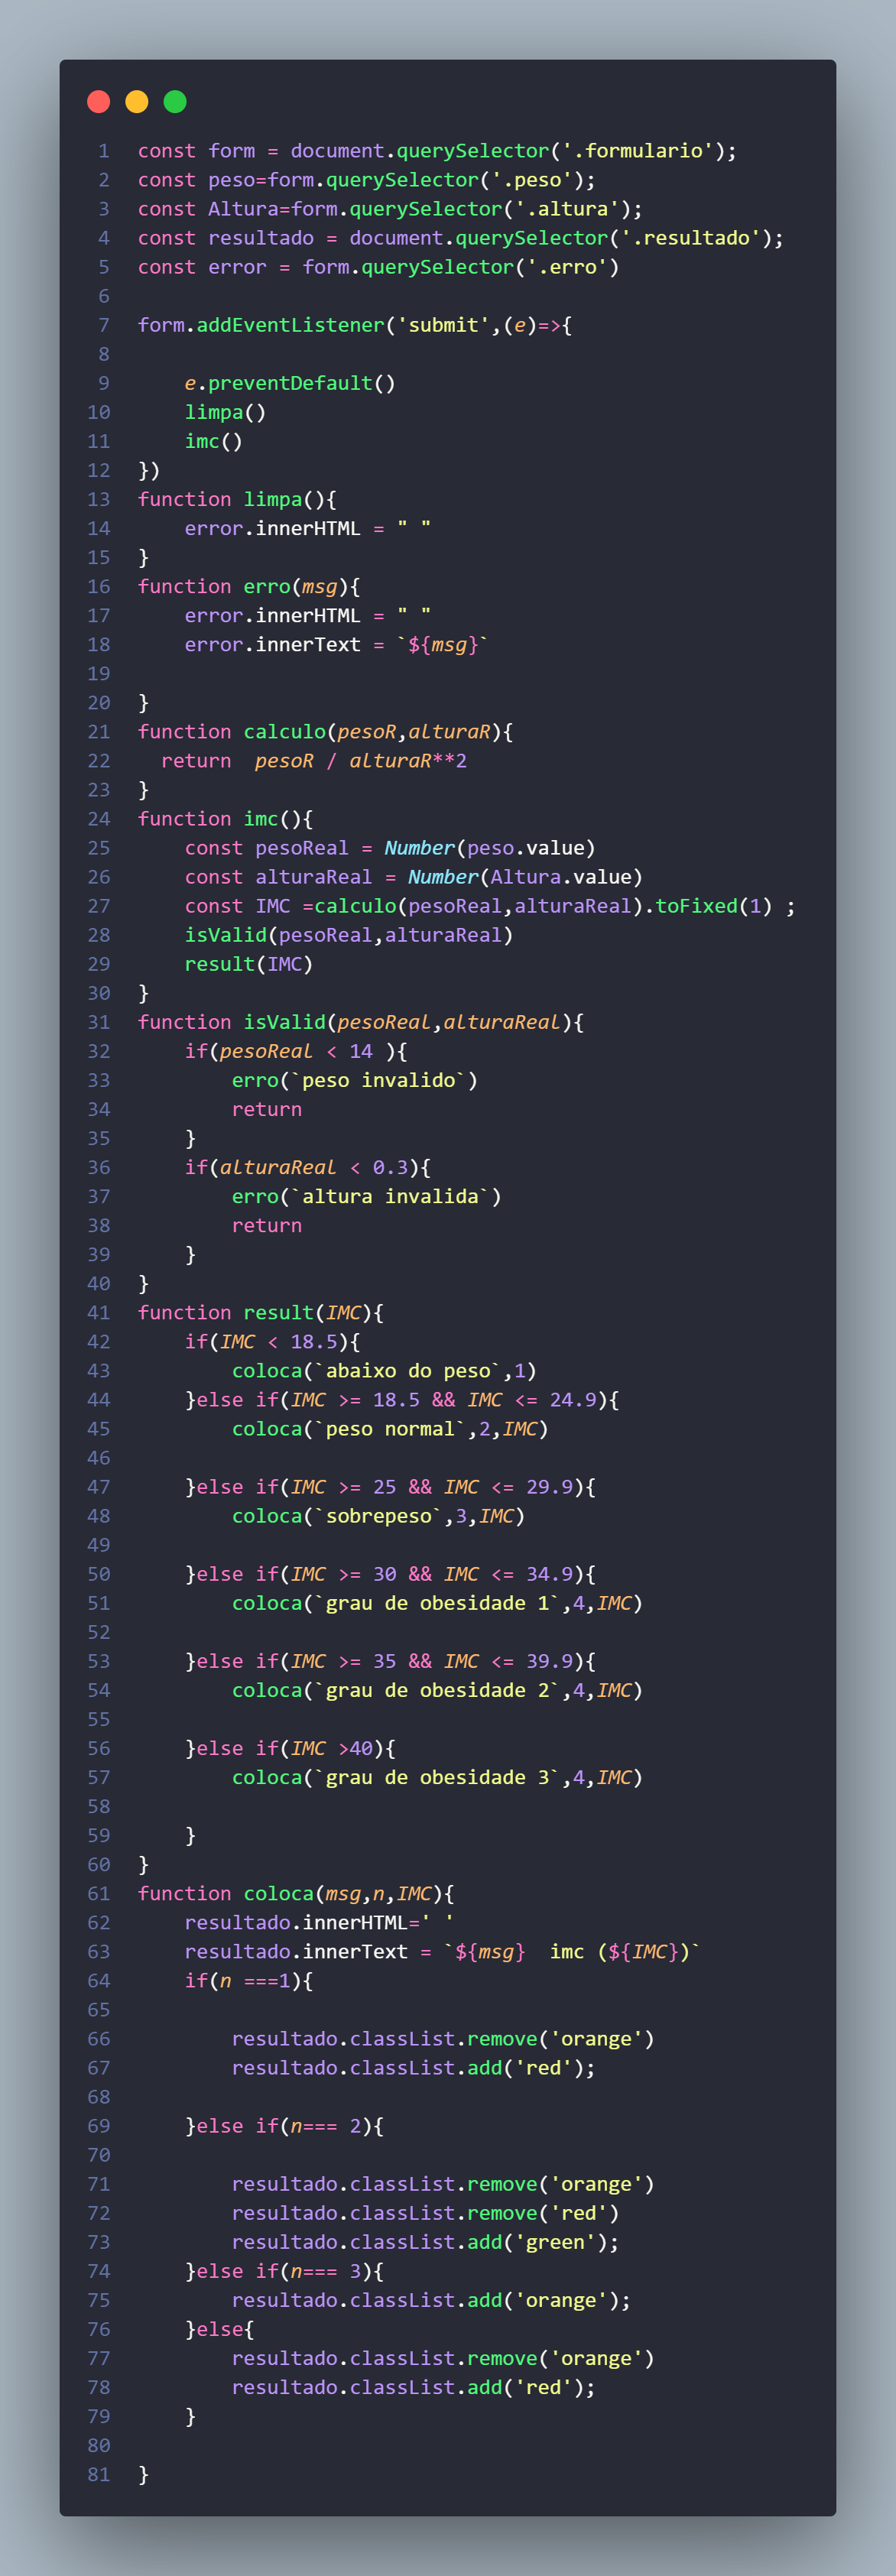 1 const form = document.querySelector('.formulario');
2 const peso=form.querySelector('.peso');
3 const Altura=form.querySelector('.altura');
4 const resultado = document.querySelector('.resultado');
5 const error = form.querySelector('.erro')
6
7 form.addEventListener('submit',(e)=>{
8
9     e.preventDefault()
10     limpa()
11     imc()
12 })
13 function limpa(){
14     error.innerHTML = " "
15 }
16 function erro(msg){
17     error.innerHTML = " "
18     error.innerText = `${msg}`
19
20 }
21 function calculo(pesoR,alturaR){
22   return  pesoR / alturaR**2
23 }
24 function imc(){
25     const pesoReal = Number(peso.value)
26     const alturaReal = Number(Altura.value)
27     const IMC =calculo(pesoReal,alturaReal).toFixed(1) ;
28     isValid(pesoReal,alturaReal)
29     result(IMC)
30 }
31 function isValid(pesoReal,alturaReal){
32     if(pesoReal < 14 ){
33         erro(`peso invalido`)
34         return
35     }
36     if(alturaReal < 0.3){
37         erro(`altura invalida`)
38         return
39     }
40 }
41 function result(IMC){
42     if(IMC < 18.5){
43         coloca(`abaixo do peso`,1)
44     }else if(IMC >= 18.5 && IMC <= 24.9){
45         coloca(`peso normal`,2,IMC)
46
47     }else if(IMC >= 25 && IMC <= 29.9){
48         coloca(`sobrepeso`,3,IMC)
49
50     }else if(IMC >= 30 && IMC <= 34.9){
51         coloca(`grau de obesidade 1`,4,IMC)
52
53     }else if(IMC >= 35 && IMC <= 39.9){
54         coloca(`grau de obesidade 2`,4,IMC)
55
56     }else if(IMC >40){
57         coloca(`grau de obesidade 3`,4,IMC)
58
59     }
60 }
61 function coloca(msg,n,IMC){
62     resultado.innerHTML=' '
63     resultado.innerText = `${msg}  imc (${IMC})`
64     if(n ===1){
65
66         resultado.classList.remove('orange')
67         resultado.classList.add('red');
68
69     }else if(n=== 2){
70
71         resultado.classList.remove('orange')
72         resultado.classList.remove('red')
73         resultado.classList.add('green');
74     }else if(n=== 3){
75         resultado.classList.add('orange');
76     }else{
77         resultado.classList.remove('orange')
78         resultado.classList.add('red');
79     }
80
81 }